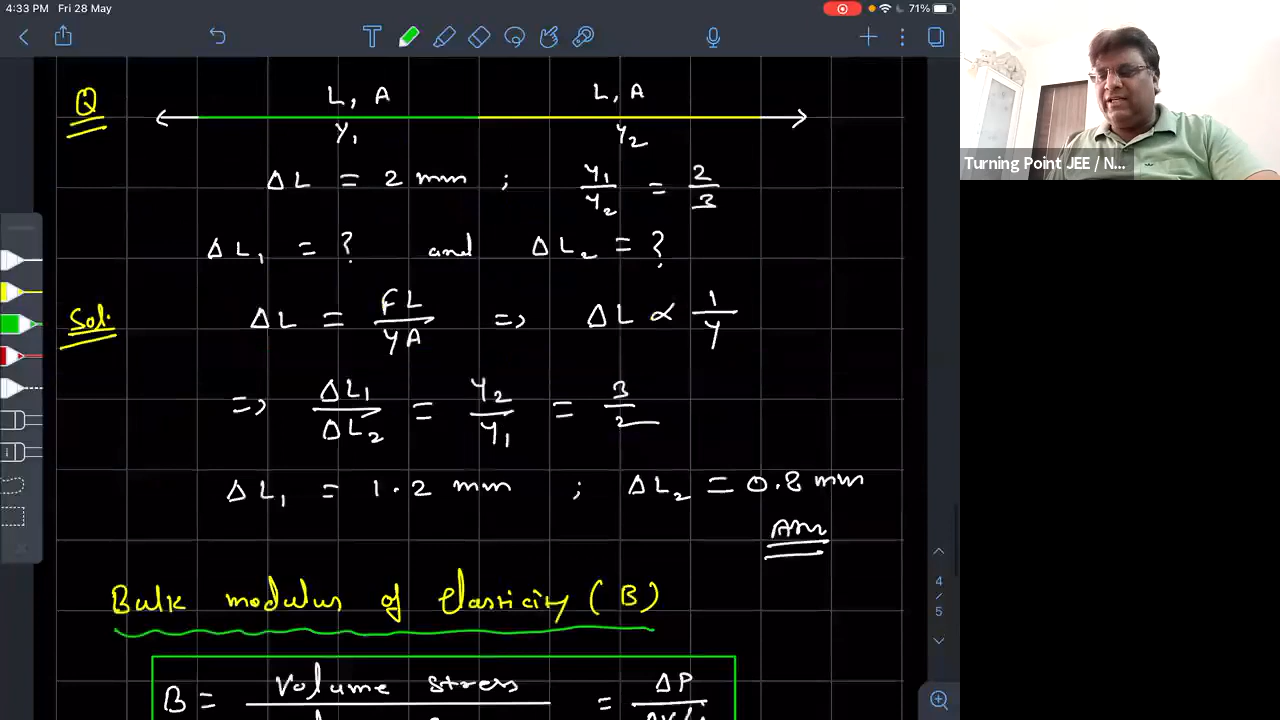 4:33 PM Fri 28 May
71%
Turning Point JEE / N...
Q
L, A L, A
Y₁ Y₂
ΔL = 2 mm ; Y₁/Y₂ = 2/3
ΔL₁ = ? and ΔL₂ = ?
Sol. ΔL = FL/YA => ΔL ∝ 1/Y
=> ΔL₁/ΔL₂ = Y₂/Y₁ = 3/2
ΔL₁ = 1.2 mm ; ΔL₂ = 0.8 mm
Ans
Bulk modulus of Elasticity (B)
B = Volume stress = ΔP
4
5